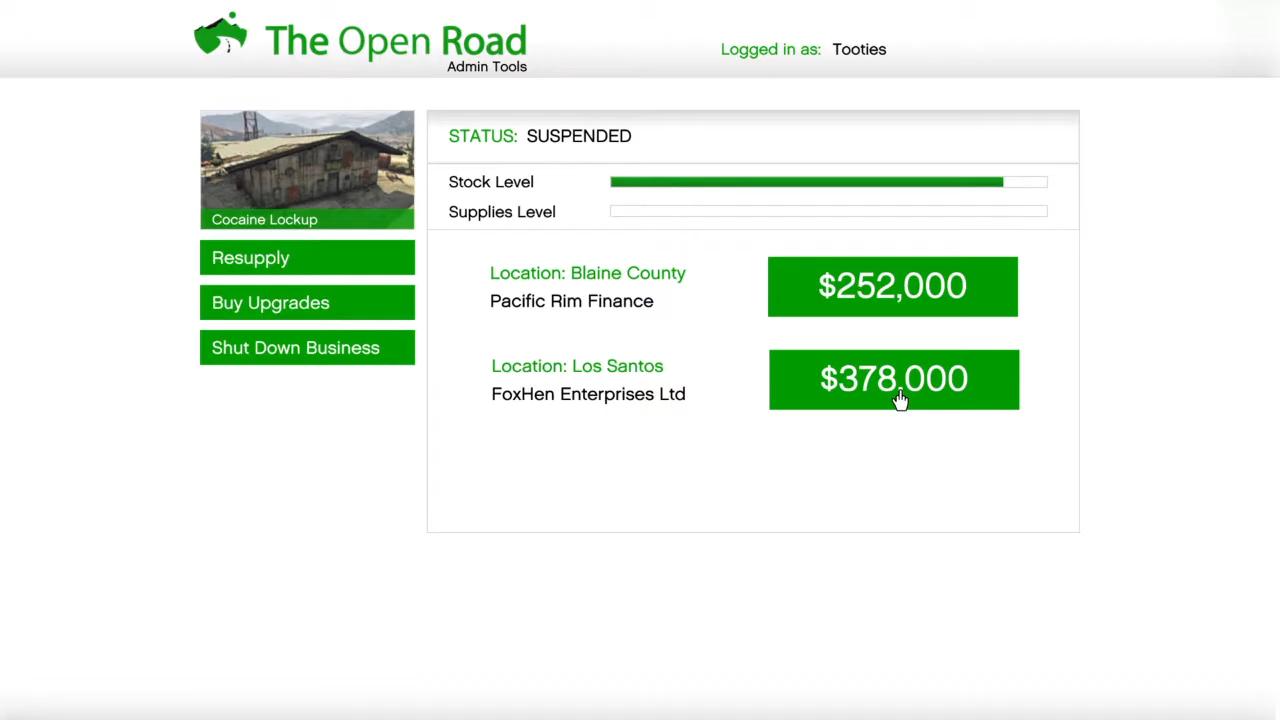 The Open Road
Admin Tools
Logged in as: Tooties
Cocaine Lockup
Resupply
Buy Upgrades
Shut Down Business
STATUS: SUSPENDED
Stock Level
Supplies Level
Location: Blaine County
Pacific Rim Finance
$252,000
Location: Los Santos
FoxHen Enterprises Ltd
$378,000